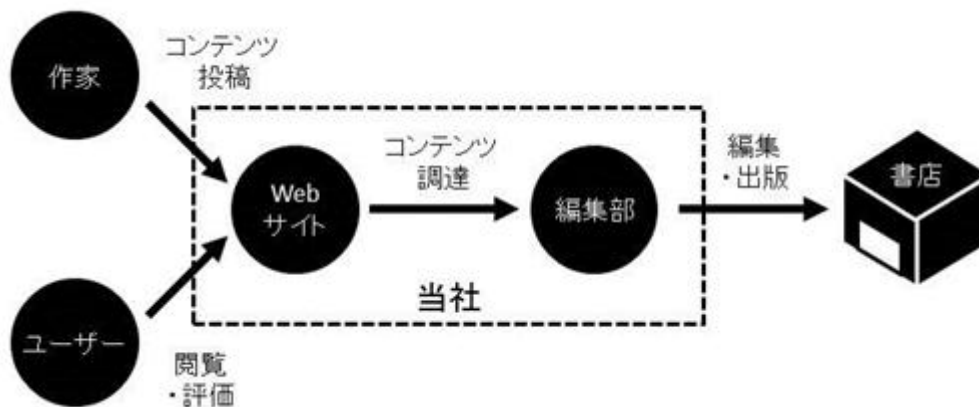 作家
コンテンツ
投稿
Web
サイト
コンテンツ
調達
編集部
編集
・出版
書店
当社
ユーザー
閲覧
・評価